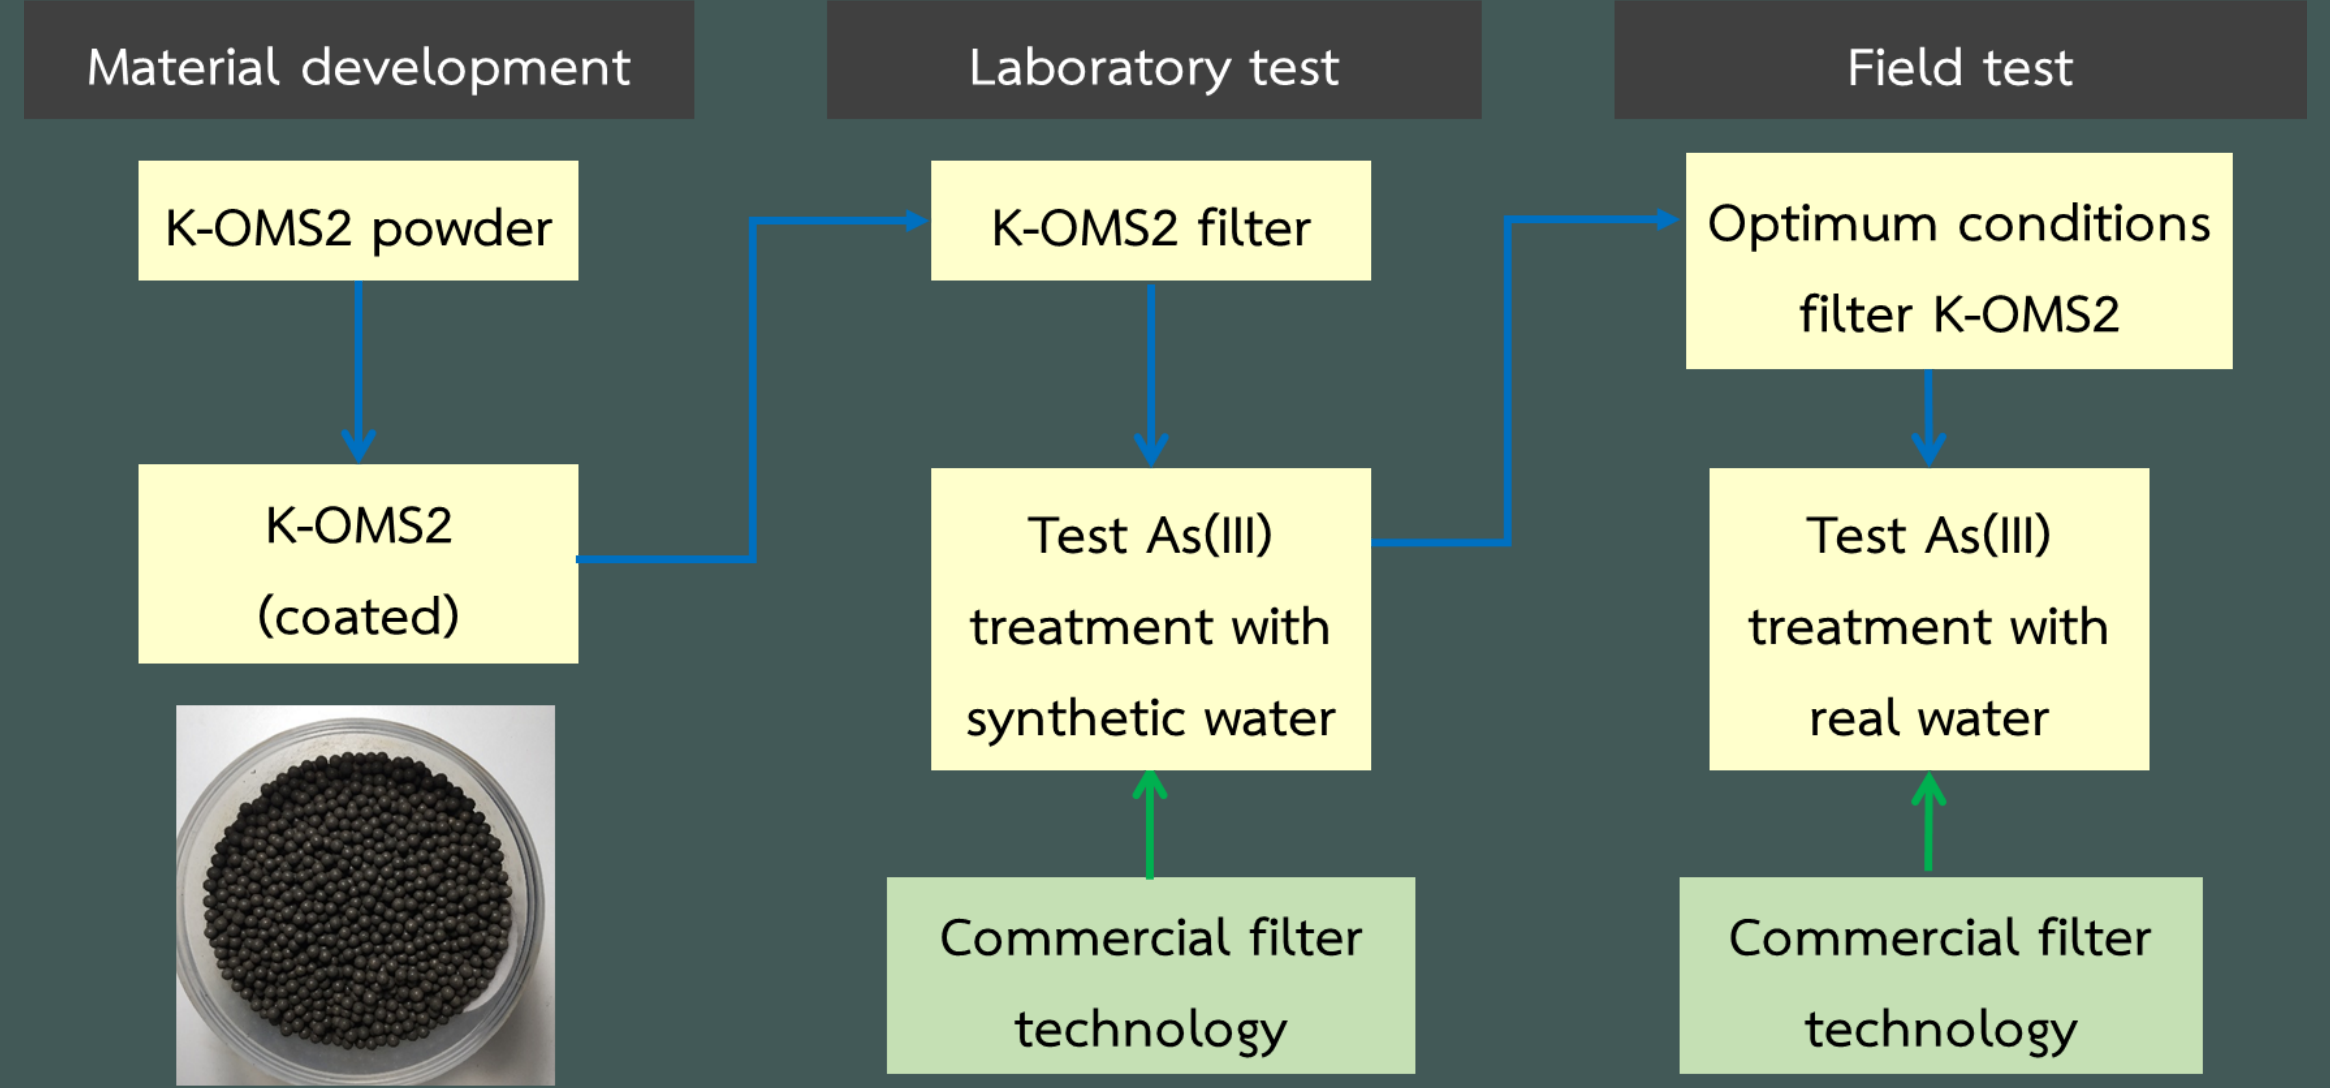 Material development
K-OMS2 powder
K-OMS2
(coated)
Laboratory test
K-OMS2 filter
Test As(III)
treatment with
synthetic water
Commercial filter
technology
Field test
Optimum conditions
filter K-OMS2
Test As(III)
treatment with
real water
Commercial filter
technology